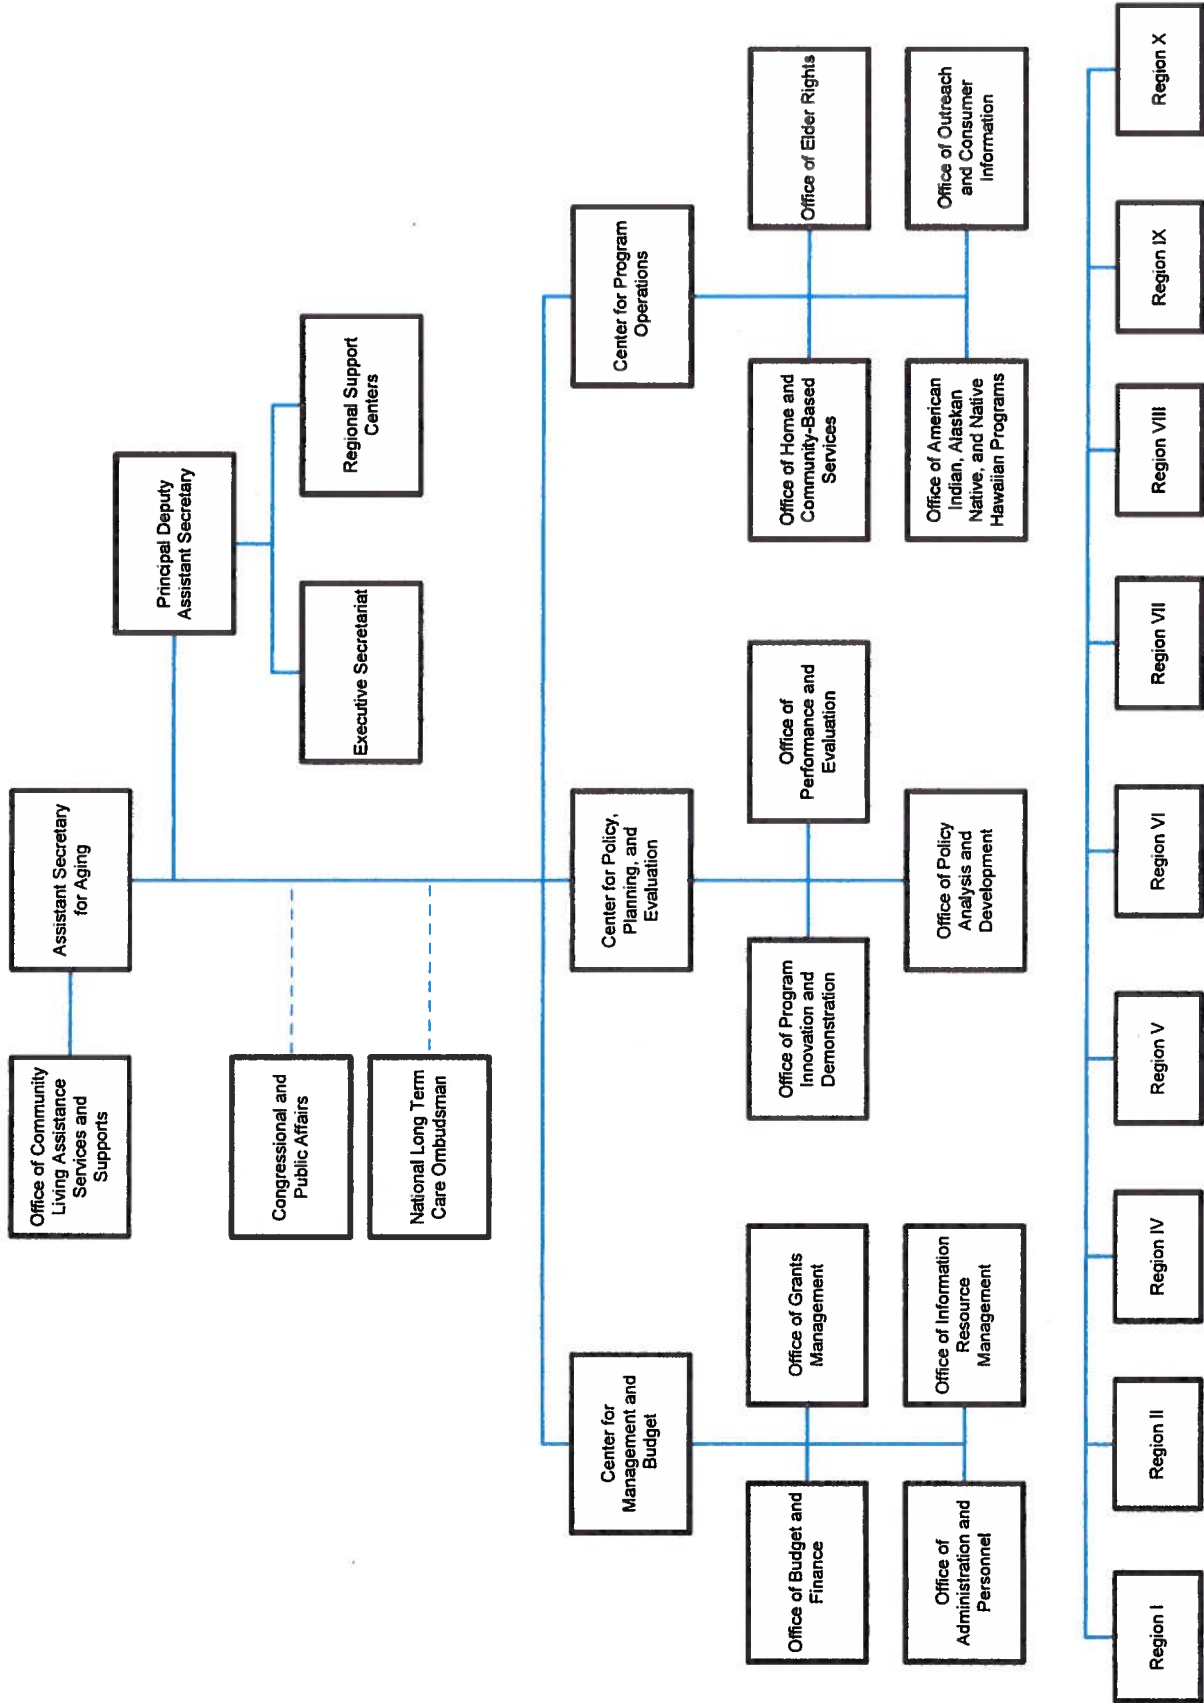 Office of Community
Living Assistance
Services and
Supports
Assistant Secretary
for Aging
Principal Deputy
Assistant Secretary
Congressional and
Public Affairs
National Long Term
Care Ombudsman
Executive Secretariat
Regional Support
Centers
Center for
Management and
Budget
Center for Policy,
Planning, and
Evaluation
Center for Program
Operations
Office of Budget and
Finance
Office of Grants
Management
Office of Program
Innovation and
Demonstration
Office of
Performance and
Evaluation
Office of Home and
Community-Based
Services
Office of Elder Rights
Office of
Administration and
Personnel
Office of Information
Resource
Management
Office of Policy
Analysis and
Development
Office of American
Indian, Alaskan
Native, and Native
Hawaiian Programs
Office of Outreach
and Consumer
Information
Region I
Region II
Region IV
Region V
Region VI
Region VII
Region VIII
Region IX
Region X